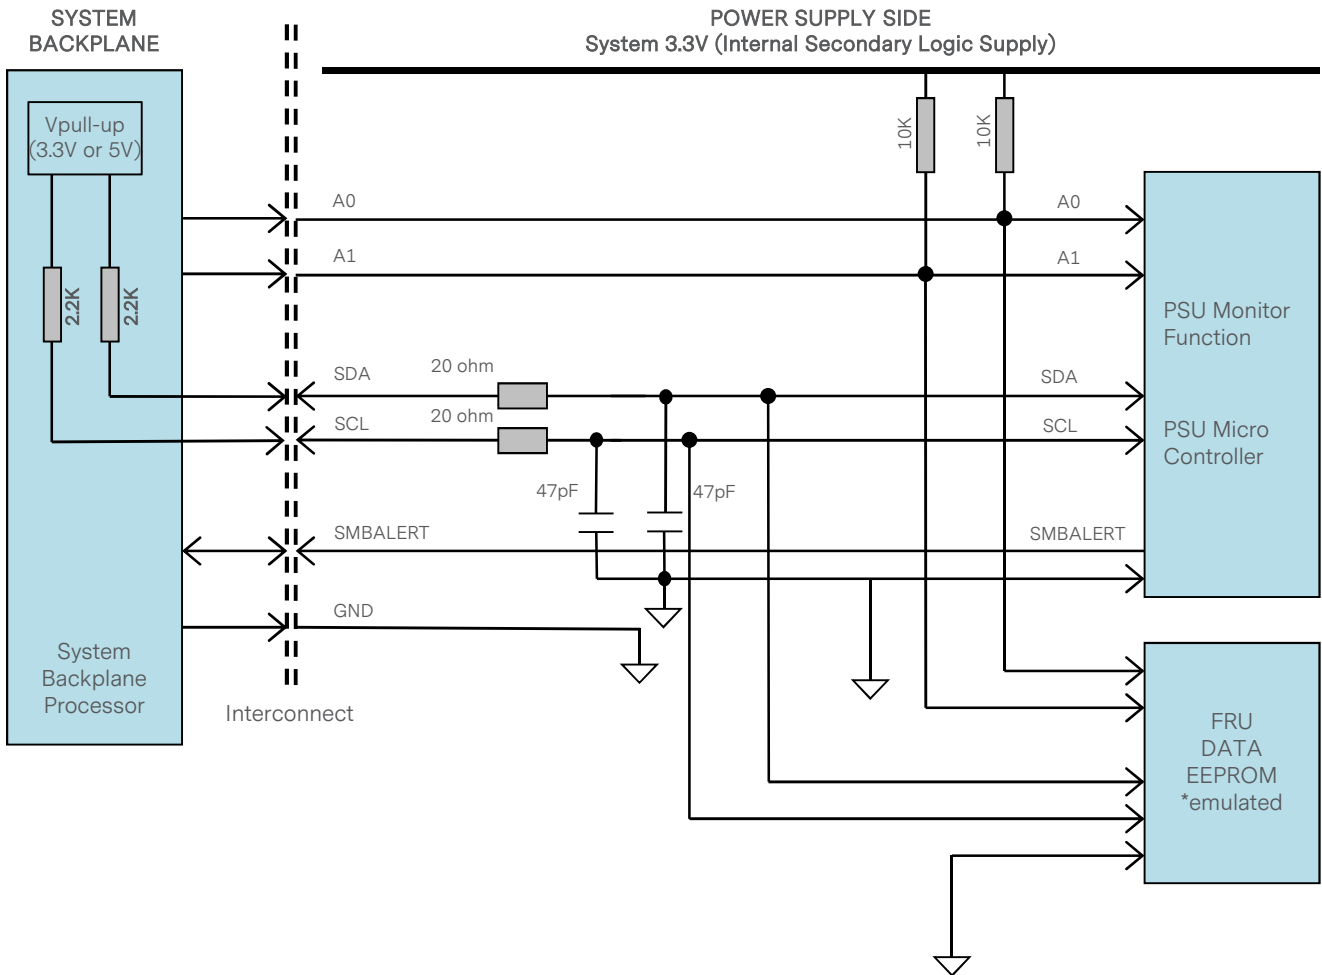 SYSTEM
BACKPLANE
POWER SUPPLY SIDE
System 3.3V (Internal Secondary Logic Supply)
Vpull-up
(3.3V or 5V)
10K
10K
A0
A0
A1
A1
2.2K
2.2K
PSU Monitor
Function
SDA
20 ohm
SDA
SCL
20 ohm
SCL
PSU Micro
Controller
47pF
47pF
SMBALERT
SMBALERT
GND
System
Backplane
Processor
Interconnect
FRU
DATA
EEPROM
*emulated